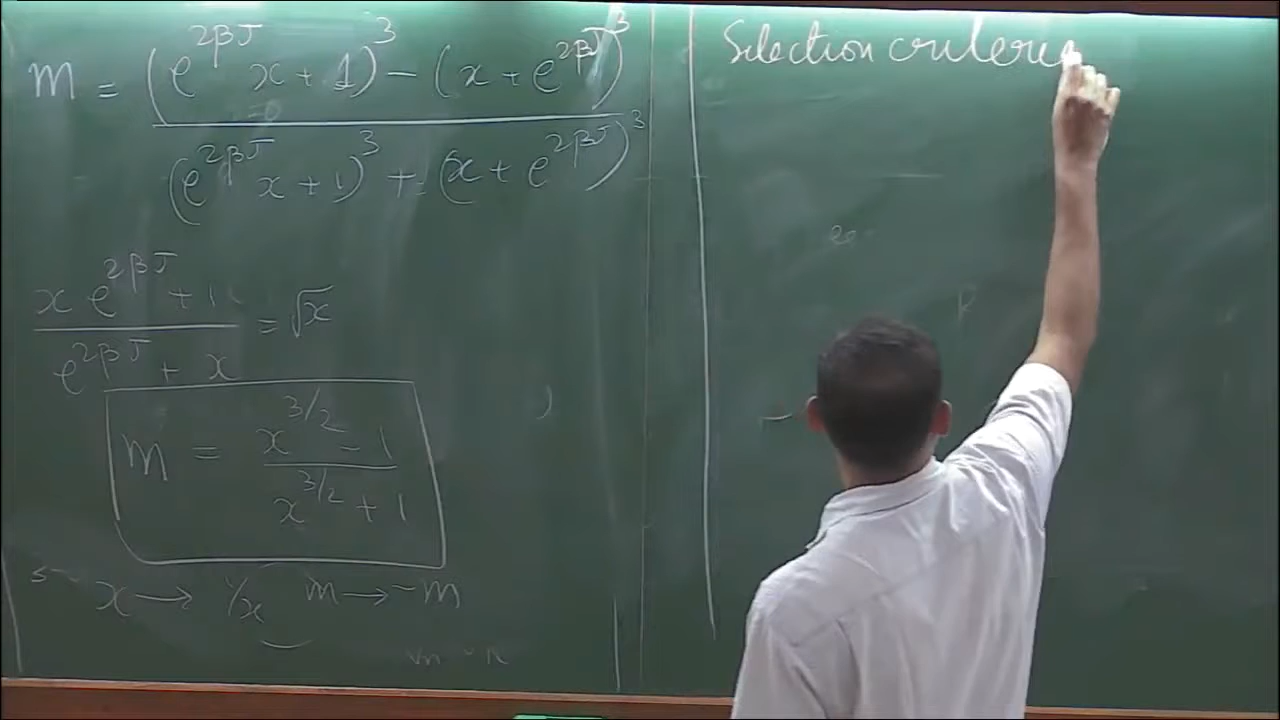 m = ((e^{2βJ} x + 1)^3 − (x + e^{2βJ})^3) / ((e^{2βJ} x + 1)^3 + (x + e^{2βJ})^3)
(x e^{2βJ} + 1) / (e^{2βJ} + x) = √x
m = (x^{3/2} − 1) / (x^{3/2} + 1)
x → 1/x m → −m
Selection criteria